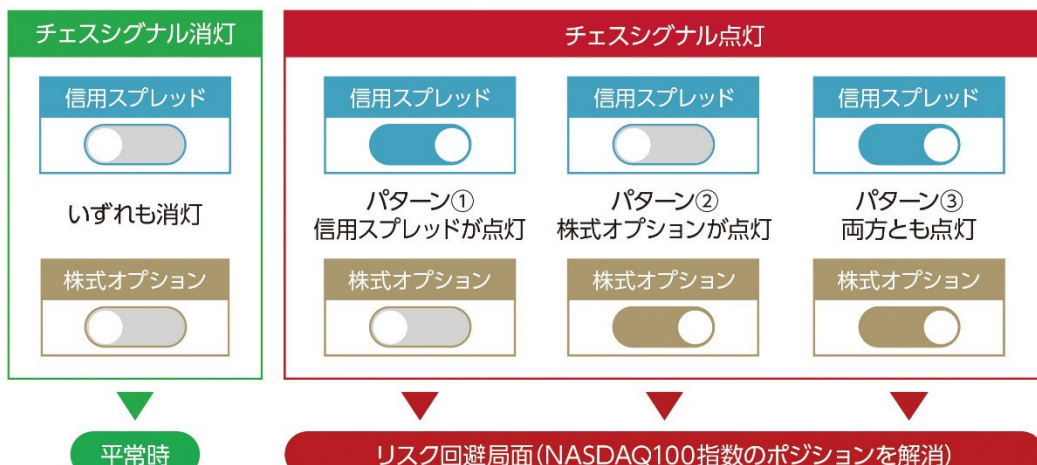 チェスシグナル消灯
信用スプレッド
いずれも消灯
株式オプション
平常時
チェスシグナル点灯
信用スプレッド
パターン①
信用スプレッドが点灯
株式オプション
信用スプレッド
パターン②
株式オプションが点灯
株式オプション
信用スプレッド
パターン③
両方とも点灯
株式オプション
リスク回避局面(NASDAQ100指数のポジションを解消)